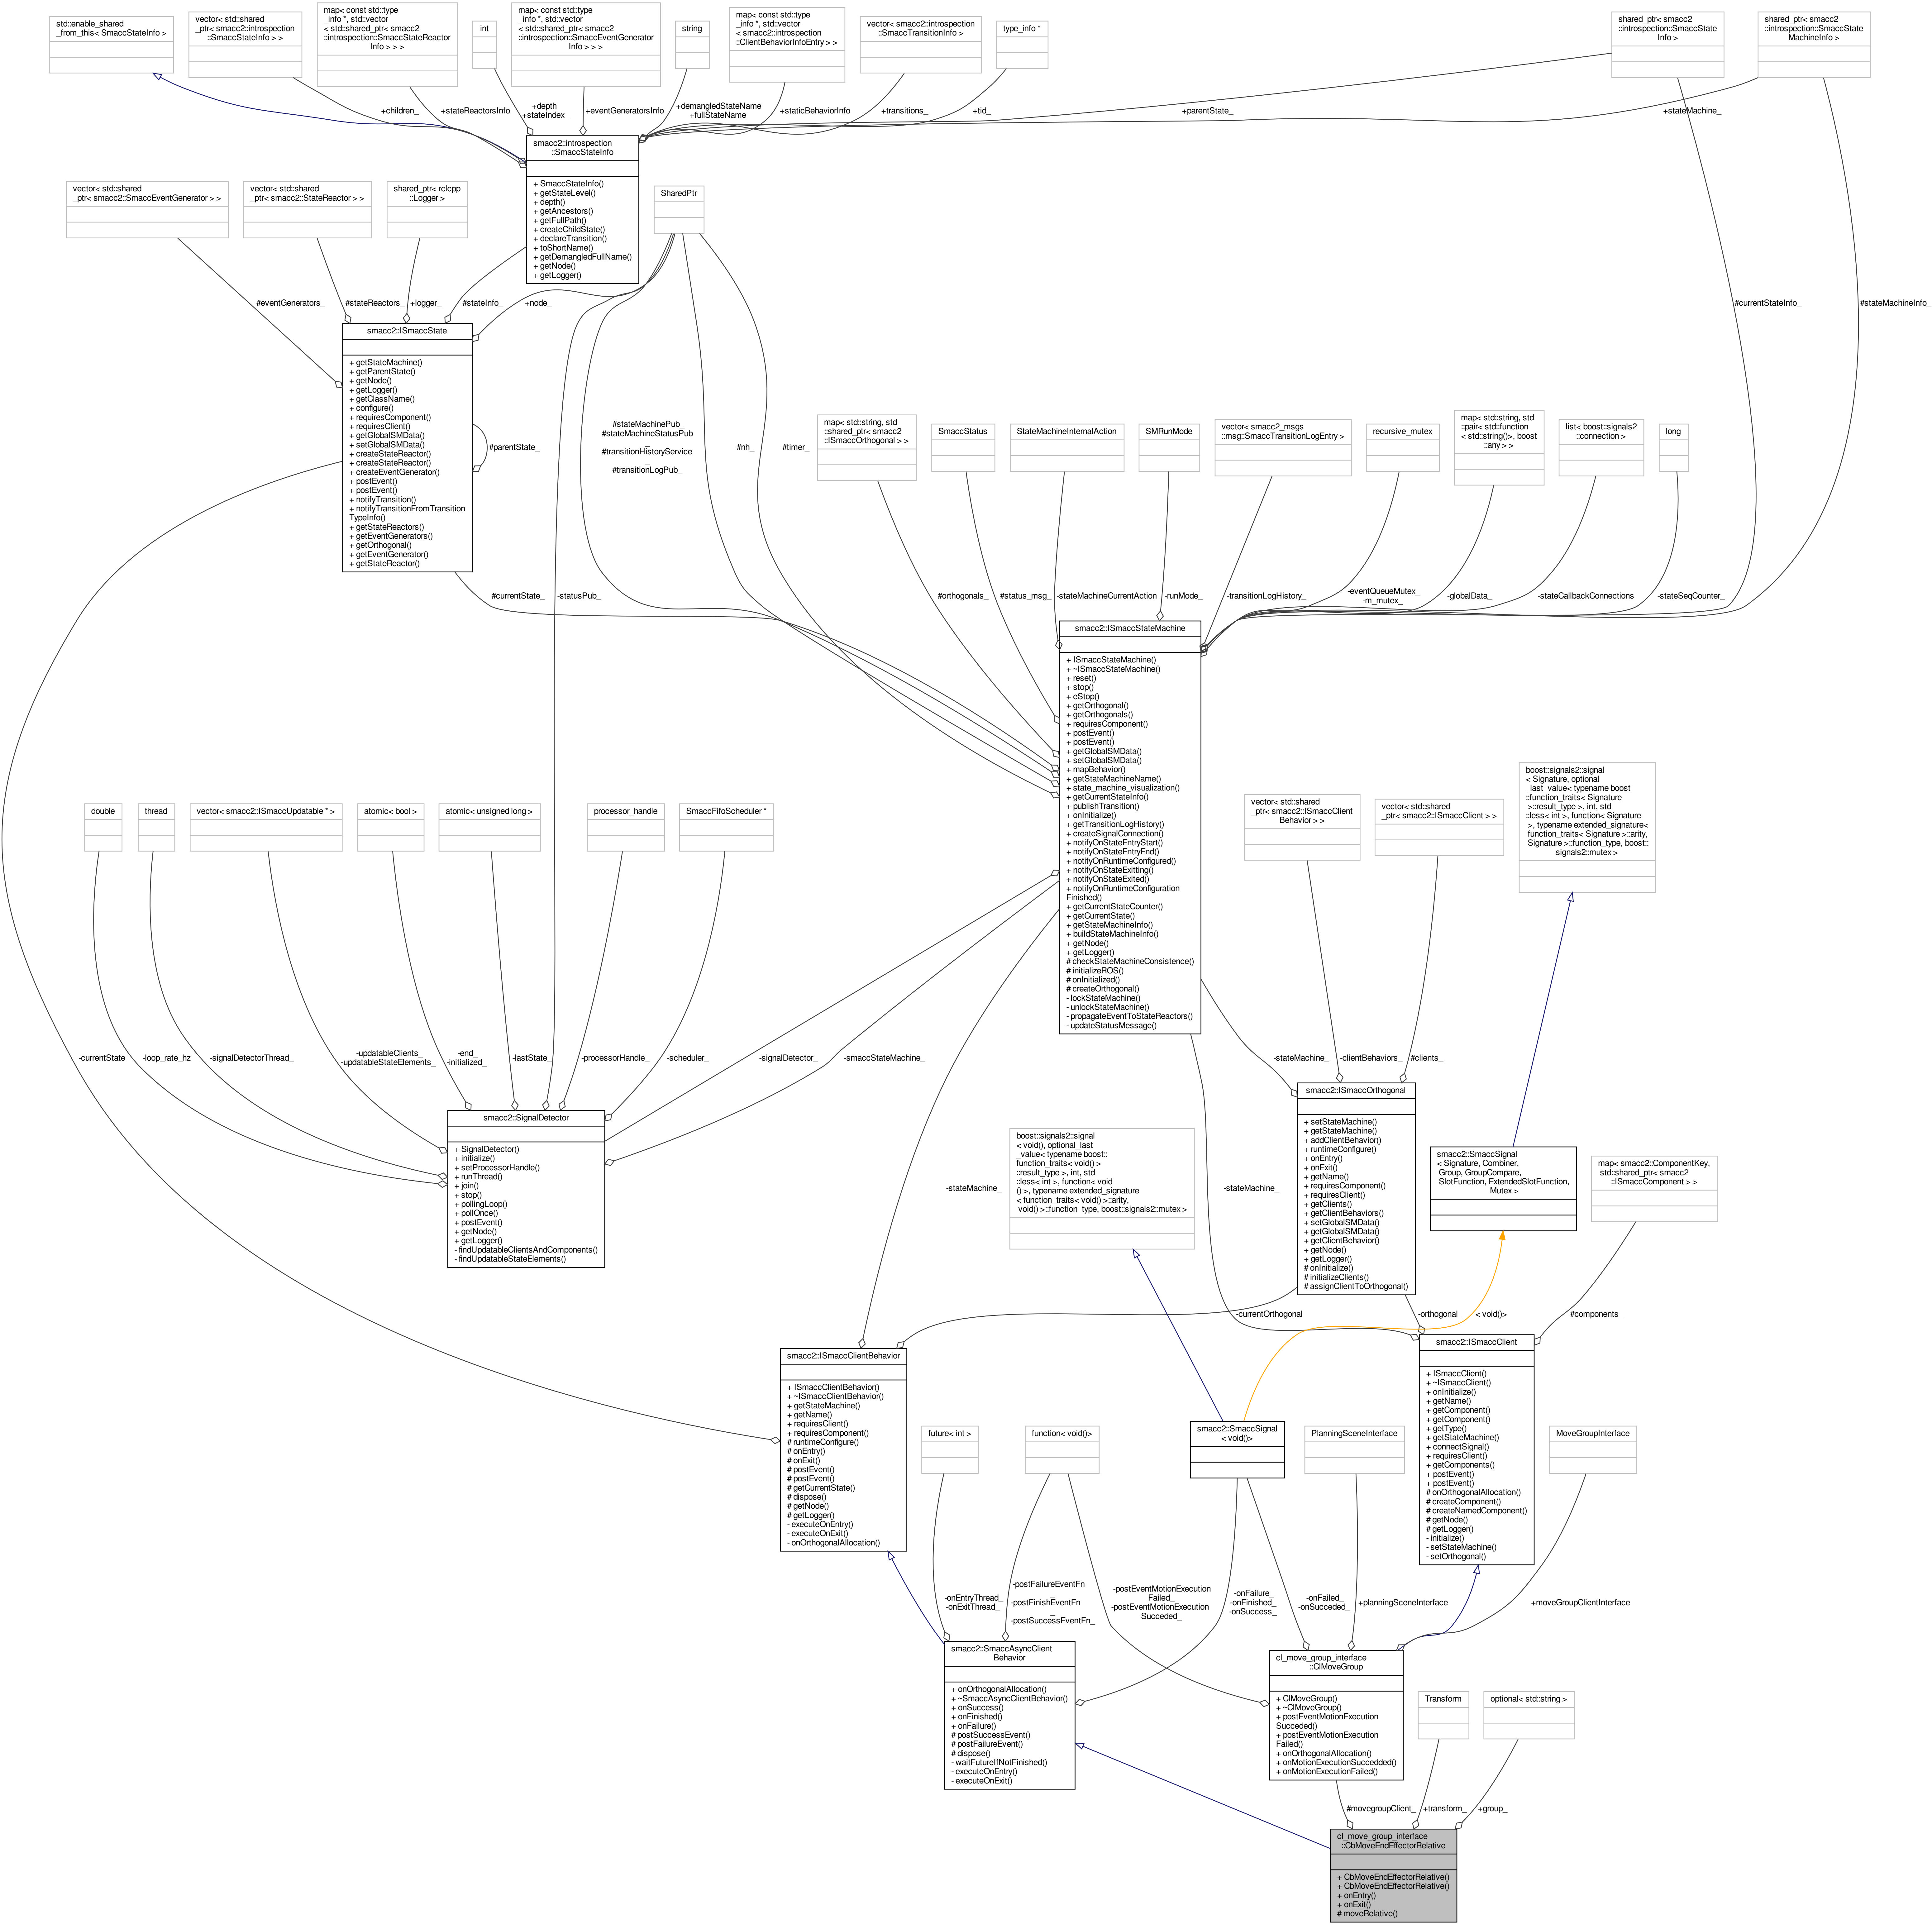 std::enable_shared
_from_this< SmaccStateInfo >
vector< std::shared
_ptr< smacc2::introspection
::SmaccStateInfo > >
map< const std::type
_info *, std::vector
< std::shared_ptr< smacc2
::introspection::SmaccStateReactor
Info > > >
int
map< const std::type
_info *, std::vector
< std::shared_ptr< smacc2
::introspection::SmaccEventGenerator
Info > > >
string
map< const std::type
_info *, std::vector
< smacc2::introspection
::ClientBehaviorInfoEntry > >
vector< smacc2::introspection
::SmaccTransitionInfo >
type_info *
shared_ptr< smacc2
::introspection::SmaccState
Info >
shared_ptr< smacc2
::introspection::SmaccState
MachineInfo >
+children_
+stateReactorsInfo
+depth_
+stateIndex_
+eventGeneratorsInfo
+demangledStateName
+fullStateName
+staticBehaviorInfo
+transitions_
+tid_
+parentState_
+stateMachine_
smacc2::introspection
::SmaccStateInfo
+ SmaccStateInfo()
+ getStateLevel()
+ depth()
+ getAncestors()
+ getFullPath()
+ createChildState()
+ declareTransition()
+ toShortName()
+ getDemangledFullName()
+ getNode()
+ getLogger()
vector< std::shared
_ptr< smacc2::SmaccEventGenerator > >
vector< std::shared
_ptr< smacc2::StateReactor > >
shared_ptr< rclcpp
::Logger >
SharedPtr
#eventGenerators_
#stateReactors_
+logger_
#stateInfo_
+node_
#currentStateInfo_
#stateMachineInfo_
smacc2::ISmaccState
+ getStateMachine()
+ getParentState()
+ getNode()
+ getLogger()
+ getClassName()
+ configure()
+ requiresComponent()
+ requiresClient()
+ getGlobalSMData()
+ setGlobalSMData()
+ createStateReactor()
+ createStateReactor()
+ createEventGenerator()
+ postEvent()
+ postEvent()
+ notifyTransition()
+ notifyTransitionFromTransition
TypeInfo()
+ getStateReactors()
+ getEventGenerators()
+ getOrthogonal()
+ getEventGenerator()
+ getStateReactor()
#parentState_
#stateMachinePub_
#stateMachineStatusPub
_
#transitionHistoryService
_
#transitionLogPub_
#nh_
#timer_
map< std::string, std
::shared_ptr< smacc2
::ISmaccOrthogonal > >
SmaccStatus
StateMachineInternalAction
SMRunMode
vector< smacc2_msgs
::msg::SmaccTransitionLogEntry >
recursive_mutex
map< std::string, std
::pair< std::function
< std::string()>, boost
::any > >
list< boost::signals2
::connection >
long
#currentState_
-statusPub_
#orthogonals_
#status_msg_
-stateMachineCurrentAction
-runMode_
-transitionLogHistory_
-eventQueueMutex_
-m_mutex_
-globalData_
-stateCallbackConnections
-stateSeqCounter_
smacc2::ISmaccStateMachine
+ ISmaccStateMachine()
+ ~ISmaccStateMachine()
+ reset()
+ stop()
+ eStop()
+ getOrthogonal()
+ getOrthogonals()
+ requiresComponent()
+ postEvent()
+ postEvent()
+ getGlobalSMData()
+ setGlobalSMData()
+ mapBehavior()
+ getStateMachineName()
+ state_machine_visualization()
+ getCurrentStateInfo()
+ publishTransition()
+ onInitialize()
+ getTransitionLogHistory()
+ createSignalConnection()
+ notifyOnStateEntryStart()
+ notifyOnStateEntryEnd()
+ notifyOnRuntimeConfigured()
+ notifyOnStateExitting()
+ notifyOnStateExited()
+ notifyOnRuntimeConfiguration
Finished()
+ getCurrentStateCounter()
+ getCurrentState()
+ getStateMachineInfo()
+ buildStateMachineInfo()
+ getNode()
+ getLogger()
# checkStateMachineConsistence()
# initializeROS()
# onInitialized()
# createOrthogonal()
- lockStateMachine()
- unlockStateMachine()
- propagateEventToStateReactors()
- updateStatusMessage()
double
thread
vector< smacc2::ISmaccUpdatable * >
atomic< bool >
atomic< unsigned long >
processor_handle
SmaccFifoScheduler *
vector< std::shared
_ptr< smacc2::ISmaccClient
Behavior > >
vector< std::shared
_ptr< smacc2::ISmaccClient > >
boost::signals2::signal
< Signature, optional
_last_value< typename boost
::function_traits< Signature
>::result_type >, int, std
::less< int >, function< Signature
>, typename extended_signature<
function_traits< Signature >::arity,
Signature >::function_type, boost::
signals2::mutex >
-currentState
-loop_rate_hz
-signalDetectorThread_
-updatableClients_
-updatableStateElements_
-end_
-initialized_
-lastState_
-processorHandle_
-scheduler_
-signalDetector_
-smaccStateMachine_
-stateMachine_
-clientBehaviors_
#clients_
smacc2::SignalDetector
+ SignalDetector()
+ initialize()
+ setProcessorHandle()
+ runThread()
+ join()
+ stop()
+ pollingLoop()
+ pollOnce()
+ postEvent()
+ getNode()
+ getLogger()
- findUpdatableClientsAndComponents()
- findUpdatableStateElements()
smacc2::ISmaccOrthogonal
+ setStateMachine()
+ getStateMachine()
+ addClientBehavior()
+ runtimeConfigure()
+ onEntry()
+ onExit()
+ getName()
+ requiresComponent()
+ requiresClient()
+ getClients()
+ getClientBehaviors()
+ setGlobalSMData()
+ getGlobalSMData()
+ getClientBehavior()
+ getNode()
+ getLogger()
# onInitialize()
# initializeClients()
# assignClientToOrthogonal()
boost::signals2::signal
< void(), optional_last
_value< typename boost::
function_traits< void() >
::result_type >, int, std
::less< int >, function< void
() >, typename extended_signature
< function_traits< void() >::arity,
void() >::function_type, boost::signals2::mutex >
smacc2::SmaccSignal
< Signature, Combiner,
Group, GroupCompare,
SlotFunction, ExtendedSlotFunction,
Mutex >
map< smacc2::ComponentKey,
std::shared_ptr< smacc2
::ISmaccComponent > >
-stateMachine_
-stateMachine_
-currentOrthogonal
-orthogonal_
< void()>
#components_
smacc2::ISmaccClientBehavior
+ ISmaccClientBehavior()
+ ~ISmaccClientBehavior()
+ getStateMachine()
+ getName()
+ requiresClient()
+ requiresComponent()
# runtimeConfigure()
# onEntry()
# onExit()
# postEvent()
# postEvent()
# getCurrentState()
# dispose()
# getNode()
# getLogger()
- executeOnEntry()
- executeOnExit()
- onOrthogonalAllocation()
smacc2::ISmaccClient
+ ISmaccClient()
+ ~ISmaccClient()
+ onInitialize()
+ getName()
+ getComponent()
+ getComponent()
+ getType()
+ getStateMachine()
+ connectSignal()
+ requiresClient()
+ getComponents()
+ postEvent()
+ postEvent()
# onOrthogonalAllocation()
# createComponent()
# createNamedComponent()
# getNode()
# getLogger()
- initialize()
- setStateMachine()
- setOrthogonal()
future< int >
function< void()>
smacc2::SmaccSignal
< void()>
PlanningSceneInterface
MoveGroupInterface
-onEntryThread_
-onExitThread_
-postFailureEventFn
_
-postFinishEventFn
_
-postSuccessEventFn_
-postEventMotionExecution
Failed_
-postEventMotionExecution
Succeded_
-onFailure_
-onFinished_
-onSuccess_
-onFailed_
-onSucceded_
+planningSceneInterface
+moveGroupClientInterface
smacc2::SmaccAsyncClient
Behavior
+ onOrthogonalAllocation()
+ ~SmaccAsyncClientBehavior()
+ onSuccess()
+ onFinished()
+ onFailure()
# postSuccessEvent()
# postFailureEvent()
# dispose()
- waitFutureIfNotFinished()
- executeOnEntry()
- executeOnExit()
cl_move_group_interface
::ClMoveGroup
+ ClMoveGroup()
+ ~ClMoveGroup()
+ postEventMotionExecution
Succeded()
+ postEventMotionExecution
Failed()
+ onOrthogonalAllocation()
+ onMotionExecutionSuccedded()
+ onMotionExecutionFailed()
Transform
optional< std::string >
#movegroupClient_
+transform_
+group_
cl_move_group_interface
::CbMoveEndEffectorRelative
+ CbMoveEndEffectorRelative()
+ CbMoveEndEffectorRelative()
+ onEntry()
+ onExit()
# moveRelative()